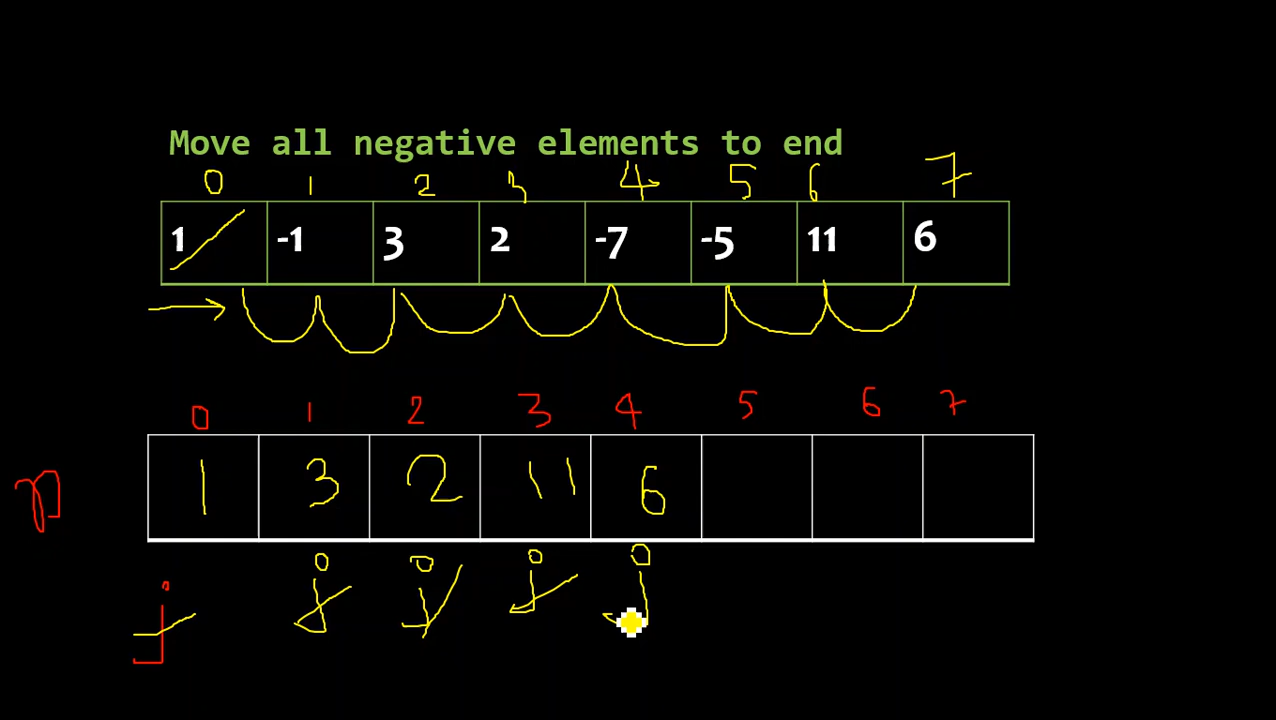 Move all negative elements to end
0 1 2 3 4 5 6 7
1 -1 3 2 -7 -5 11 6
0 1 2 3 4 5 6 7
1 3 2 11 6
j j j j j